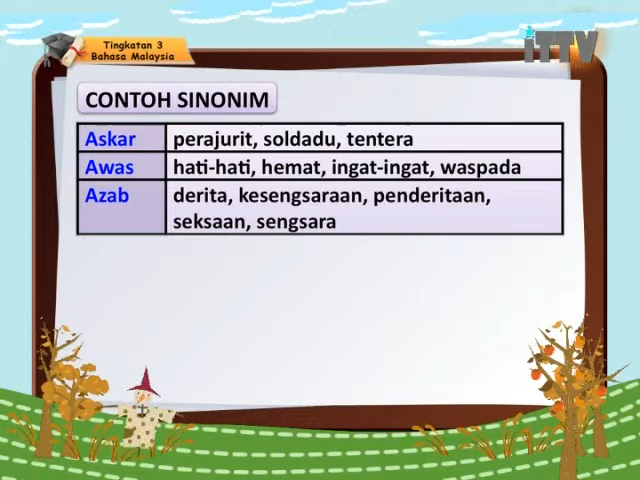 Tingkatan 3
Bahasa Malaysia
iTTV
CONTOH SINONIM
Askar perajurit, soldadu, tentera
Awas hati-hati, hemat, ingat-ingat, waspada
Azab derita, kesengsaraan, penderitaan,
seksaan, sengsara